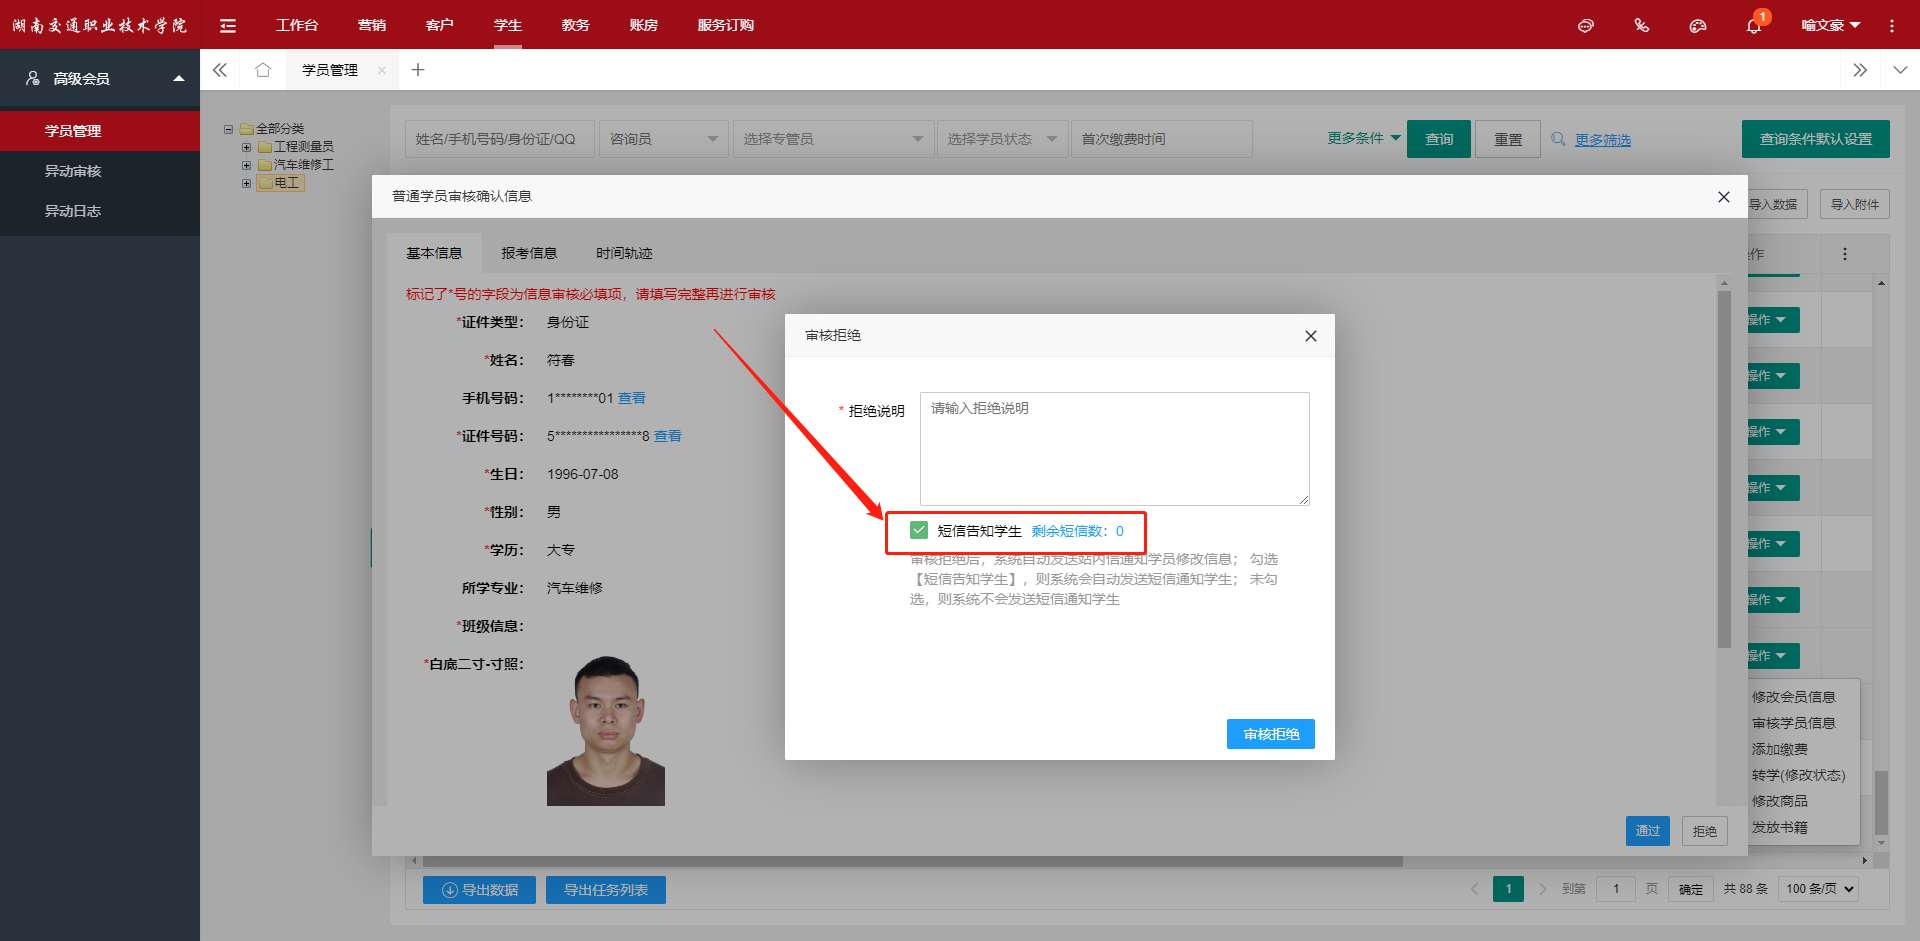 湖南交通职业技术学院
工作台 营销 客户 学生 教务 账房 服务订购
1
喻文豪
高级会员
学员管理
异动审核
异动日志
学员管理
全部分类
工程测量员
汽车维修工
电工
姓名/手机号码/身份证/QQ 咨询员 选择专管员 选择学员状态 首次缴费时间 更多条件 查询 重置 更多筛选 查询条件默认设置
导入数据 导入附件
普通学员审核确认信息
作
基本信息 报考信息 时间轨迹
标记了*号的字段为信息审核必填项，请填写完整再进行审核
*证件类型： 身份证
*姓名： 符春
手机号码： 1********01 查看
*证件号码： 5****************8 查看
*生日： 1996-07-08
*性别： 男
*学历： 大专
所学专业： 汽车维修
*班级信息：
*白底二寸-寸照：
审核拒绝
* 拒绝说明
请输入拒绝说明
短信告知学生 剩余短信数：0
审核拒绝后，系统自动发送站内信通知学员修改信息； 勾选
【短信告知学生】，则系统会自动发送短信通知学生； 未勾
选，则系统不会发送短信通知学生
审核拒绝
操作
操作
操作
操作
操作
操作
操作
修改会员信息
审核学员信息
添加缴费
转学(修改状态)
修改商品
发放书籍
通过 拒绝
导出数据 导出任务列表
1 到第 1 页 确定 共 88 条 100 条/页